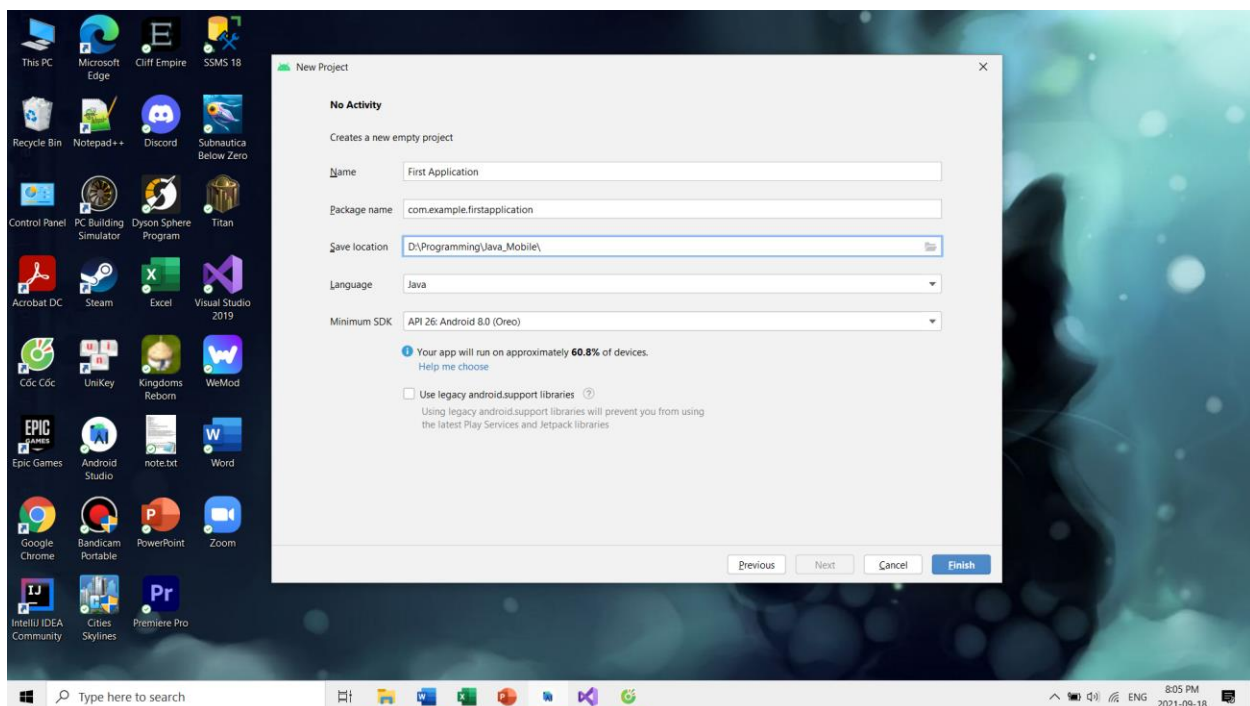 This PC
Microsoft
Edge
Cliff Empire
SSMS 18
Recycle Bin
Notepad++
Discord
Subnautica
Below Zero
Control Panel
PC Building
Simulator
Dyson Sphere
Program
Titan
Acrobat DC
Steam
Excel
Visual Studio
2019
Cốc Cốc
UniKey
Kingdoms
Reborn
WeMod
EPIC
GAMES
Epic Games
Android
Studio
note.txt
Word
Google
Chrome
Bandicam
Portable
PowerPoint
Zoom
IntelliJ IDEA
Community
Cities
Skylines
Premiere Pro
New Project
No Activity
Creates a new empty project
Name
First Application
Package name
com.example.firstapplication
Save location
D:\Programming\Java_Mobile\
Language
Java
Minimum SDK
API 26: Android 8.0 (Oreo)
Your app will run on approximately 60.8% of devices.
Help me choose
Use legacy android.support libraries
Using legacy android.support libraries will prevent you from using
the latest Play Services and Jetpack libraries
Previous
Next
Cancel
Finish
Type here to search
ENG
8:05 PM
2021-09-18